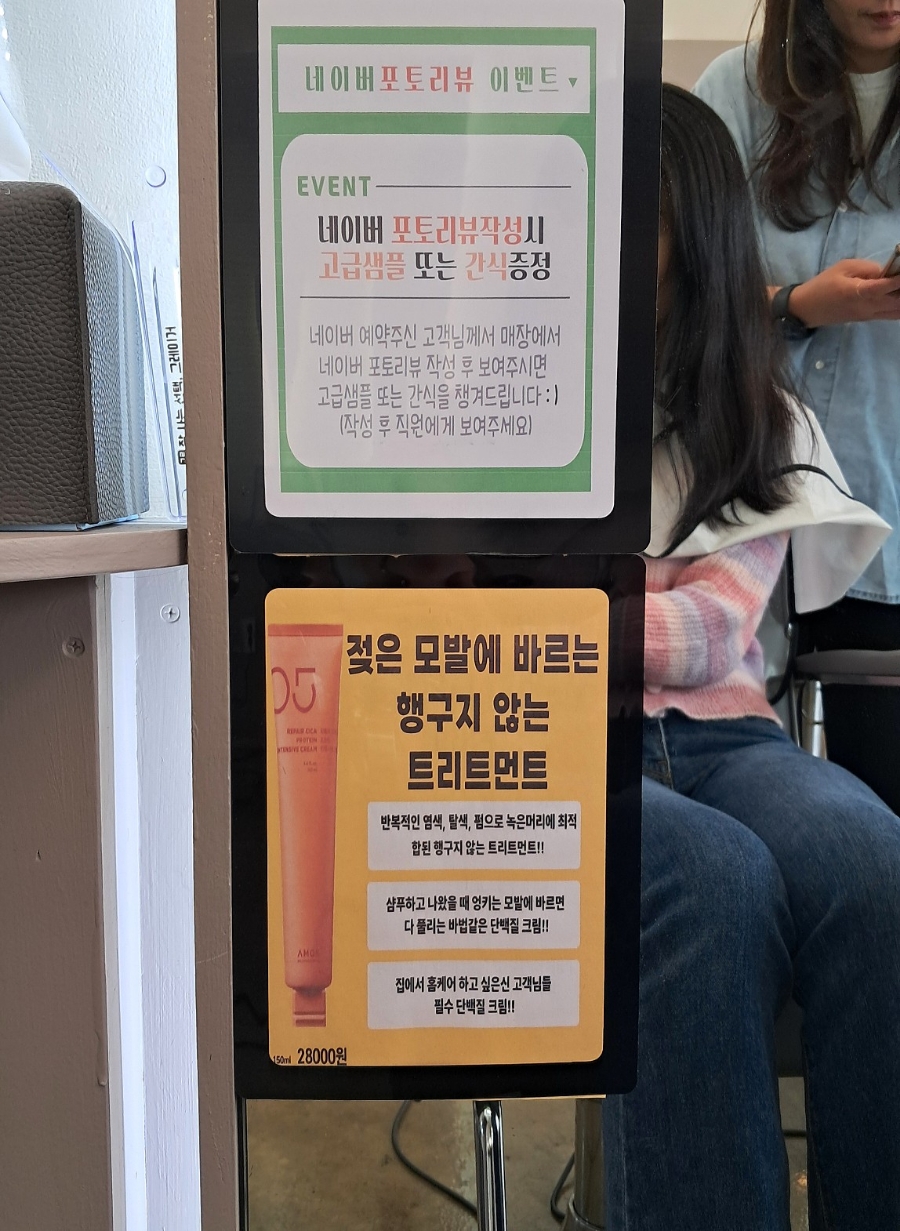 네이버포토리뷰 이벤트▼
EVENT
네이버 포토리뷰작성시
고급샘플 또는 간식증정
네이버 예약주신 고객님께서 매장에서
네이버 포토리뷰 작성 후 보여주시면
고급샘플 또는 간식을 챙겨드립니다 : )
(작성 후 직원에게 보여주세요)
젖은 모발에 바르는
행구지 않는
트리트먼트
반복적인 염색, 탈색, 펌으로 녹은머리에 최적
합된 행구지 않는 트리트먼트!!
샴푸하고 나왔을 때 엉키는 모발에 바르면
다 풀리는 바법같은 단백질 크림!!
집에서 홈케어 하고 싶은신 고객님들
필수 단백질 크림!!
REPAIR CICA
PROTEIN
INTENSIVE CREAM
150ml 28000원